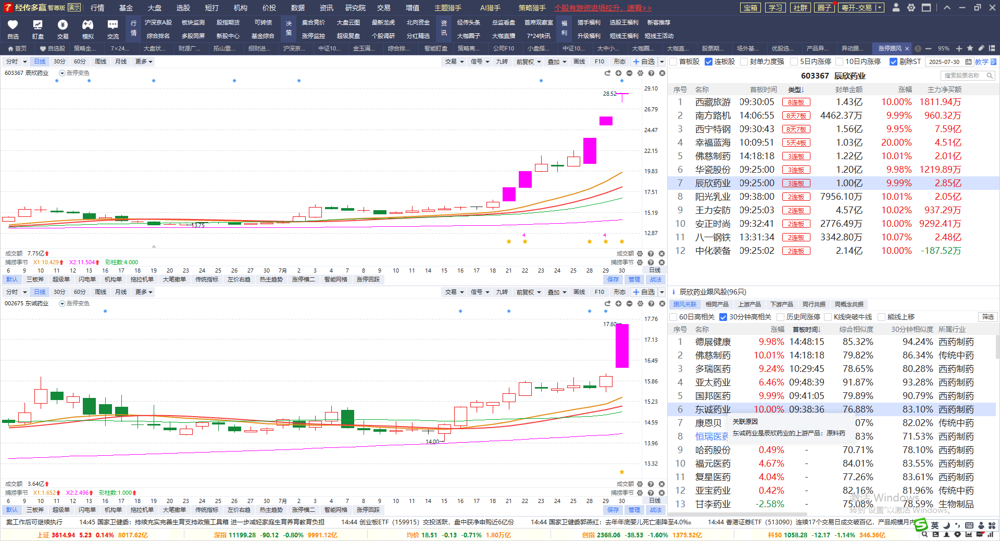 经传多赢 智尊版 演示 行情 基金 大盘 选股 短打 机构 价投 数据 资讯 研究院 交易 增值 主题猎手 AI猎手 策略猎手 个股有游资进场拉升，速看>> 宝箱 学习 社群 圈子 粤开-交易
行情 沪深京A股 板块监测 股指期货 可转债 决策 集合竞价 大盘云图 最新龙虎 北向资金 资讯 经传头条 总监看盘 首席观察室 福利 猎手福利 选股王福利 新客推荐
自选 盯盘 交易 模拟 交流 综合排名 多股同屏 新股中心 基金综合 涨停监控 超级复盘 个股调研 分红精选 大咖圈子 大咖直播 7*24快讯 升级福利 短线王福利 短线王活动
首页 自选股 策略全... 7×24... 大盘状... 财源广... 拓山重... 招财进... 沪深京... 中证10... 金玉满... 综合排... 智能盯盘 策略商... 公司F10 小盘择... 中证10... 大中小... 大咖圈... 大咖直... 股票期... 场外基... 优股选... 产品异... 异动跟... 涨停跟风 95%
分时 日线 30分 60分 周线 月线 更多 交易 信号 九转 前复权 叠加 画线 F10 形态 自选
603367 辰欣药业 涨停变色
29.10
28.52
26.79
24.47
22.15
19.83
17.51
15.19
13.75
12.87
成交额 7.75亿 成交额
捕捞季节 X1:10.429 X2:11.504 彩柱数:4.000 捕捞季节
6 9 10 11 12 13 16 17 18 19 20 23 24 25 26 27 30 7月 2 3 4 7 8 9 10 11 14 15 16 17 18 21 22 23 24 25 28 29 30 日线
默认 三板斧 超级单 闪电单 机构单 拖拉机单 大笔撤单 传统指标 左价右趋 热主趋势 涨停横二 智能网格 涨停回踩 保存 管理 战法
分时 日线 30分 60分 周线 月线 更多 交易 信号 九转 前复权 叠加 画线 F10 形态 自选
002675 东诚药业 涨停变色
17.76
17.60
17.13
16.49
15.86
15.23
14.59
14.00
13.96
13.32
成交额 3.64亿 成交额
捕捞季节 X1:1.652 X2:2.496 彩柱数:1.000 捕捞季节
6 9 10 11 12 13 16 17 18 19 20 23 24 25 26 27 30 7月 2 3 4 7 8 9 10 11 14 15 16 17 18 21 22 23 24 25 28 29 30 日线
默认 三板斧 超级单 闪电单 机构单 拖拉机单 大笔撤单 传统指标 左价右趋 热主趋势 涨停横二 智能网格 涨停回踩 保存 管理 战法
首板股 连板股 封单力度强 5日内涨停 10日内涨停 剔除ST 2025-07-30 教学
603367 辰欣药业 搜索股票名称
序号 名称 首板时间 类型↓ 封单金额 涨幅 主力净买额
1 西藏旅游 09:30:05 8连板 1.43亿 10.00% 1811.94万
2 南方路机 14:06:55 8天7板 4462.37万 9.99% 960.32万
3 西宁特钢 09:30:43 8天7板 1.56亿 9.95% 7.59亿
4 幸福蓝海 10:09:51 5天4板 1.03亿 20.00% 4.51亿
5 佛慈制药 14:18:18 3连板 1.22亿 10.01% 2.01亿
6 华瓷股份 09:25:00 3连板 1.20亿 9.98% 1219.89万
7 辰欣药业 09:25:00 3连板 1.00亿 9.99% 2.85亿
8 阳光乳业 09:38:00 2连板 7956.10万 10.01% 2.05亿
9 王力安防 09:25:03 2连板 4.57亿 10.02% 937.29万
10 安正时尚 09:32:41 2连板 2776.49万 10.00% 9292.41万
11 八一钢铁 13:31:34 2连板 3342.80万 10.07% 2.48亿
12 中化装备 09:25:02 2连板 2.14亿 10.00% -187.52万
辰欣药业跟风股(96只)
跟风关联 相同产品 上游产品 下游产品 同行共振 同概念共振
60日高相关 30分钟高相关 历史同涨停 K线突破牛线 熊线上移 筛选
序号 名称 涨幅 首板时间↓ 综合相似度 30分钟相似度 所属行业
1 德展健康 9.98% 14:48:15 85.32% 94.24% 西药制药
2 佛慈制药 10.01% 14:18:18 79.82% 86.34% 传统中药
3 多瑞医药 9.24% 10:29:45 78.65% 80.28% 西药制药
4 亚太药业 6.46% 09:48:39 91.87% 93.28% 西药制药
5 国邦药业 9.99% 09:41:05 79.89% 90.79% 西药制药
6 东诚药业 10.00% 09:38:36 76.88% 83.10% 西药制药
7 康恩贝 07% 82.02% 传统中药
8 恒瑞医药 83% 71.53% 西药制药
关联原因
东诚药业是辰欣药业的上游产品：原料药
9 哈药股份 0.49% - 70.71% 78.10% 西药制药
10 福元医药 4.67% - 84.01% 83.55% 西药制药
11 复星医药 4.04% - 77.26% 83.61% 西药制药
12 亚宝药业 0.42% - 82.16% 81.96% 传统中药
13 甘李药业 -2.58% 75.08% 78.59% 生物制品
激活 Windows
转到"设置"以激活 Windows。
案工作后可继续执行 14:45 国家卫健委：持续充实完善生育支持政策工具箱 进一步减轻家庭生育养育教育负担 14:44 创业板ETF（159915）交投活跃，盘中获净申购近6亿份 14:44 国家卫健委郭燕红：去年年底婴儿死亡率降至4.0‰ 14:44 香港证券ETF（513090）连续17个交易日成交破百亿，产品规模月内
英
上证 3614.94 5.23 0.14% 8017.62亿 深指 11199.28 -90.12 -0.80% 9991.12亿 均价 18.51 -0.13 -0.71% 1.80万亿 创指 2368.06 -38.53 -1.60% 1375.52亿 科50 1058.28 -12.17 -1.14% 346.36亿